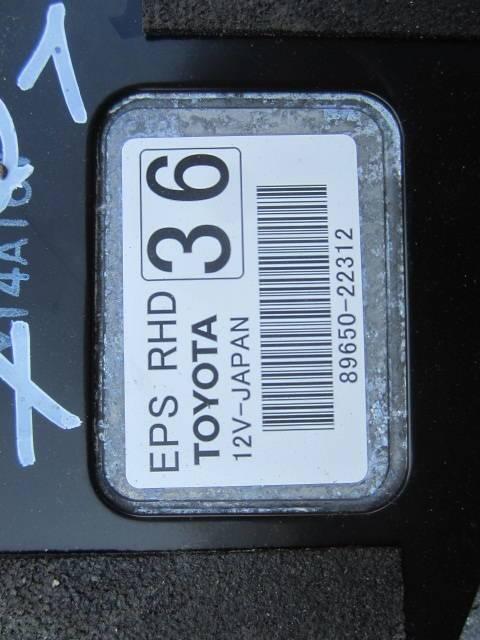 EPS RHD 36
TOYOTA
12V-JAPAN
89650-22312